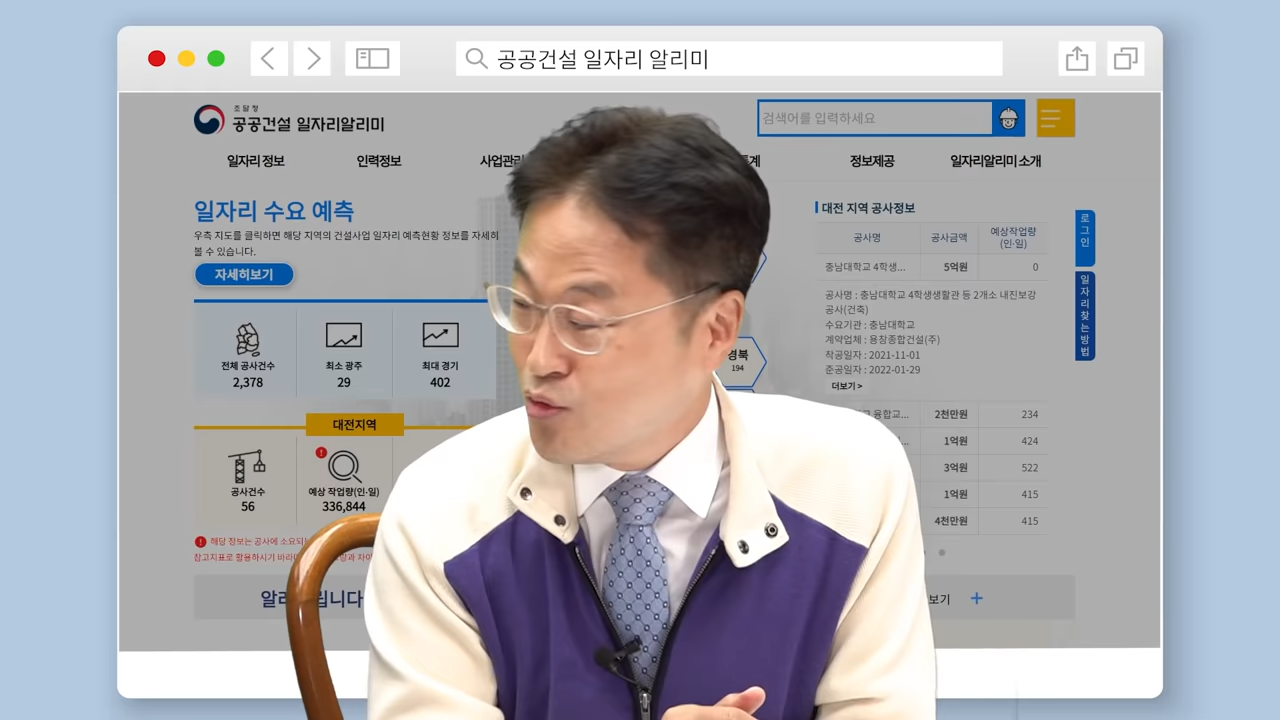 공공건설 일자리 알리미
조달청
공공건설 일자리알리미
검색어를 입력하세요
일자리 정보
인력정보
사업관리
통계
정보제공
일자리알리미 소개
일자리 수요 예측
우측 지도를 클릭하면 해당 지역의 건설사업 일자리 예측현황 정보를 자세히
볼 수 있습니다.
자세히보기
전체 공사건수
2,378
최소 광주
29
최대 경기
402
대전지역
공사건수
56
예상 작업량(인·일)
336,844
해당 정보는 공사에 소요되
참고지표로 활용하시기 바라
경북
194
대전 지역 공사정보
공사명
공사금액
예상작업량
(인·일)
충남대학교 4학생...
5억원
0
공사명 : 충남대학교 4학생생활관 등 2개소 내진보강
공사(건축)
수요기관 : 충남대학교
계약업체 : 용창종합건설(주)
착공일자 : 2021-11-01
준공일자 : 2022-01-29
더보기 >
융합교...
2천만원
234
1억원
424
3억원
522
1억원
415
4천만원
415
로그인
일자리찾는방법
보기 +